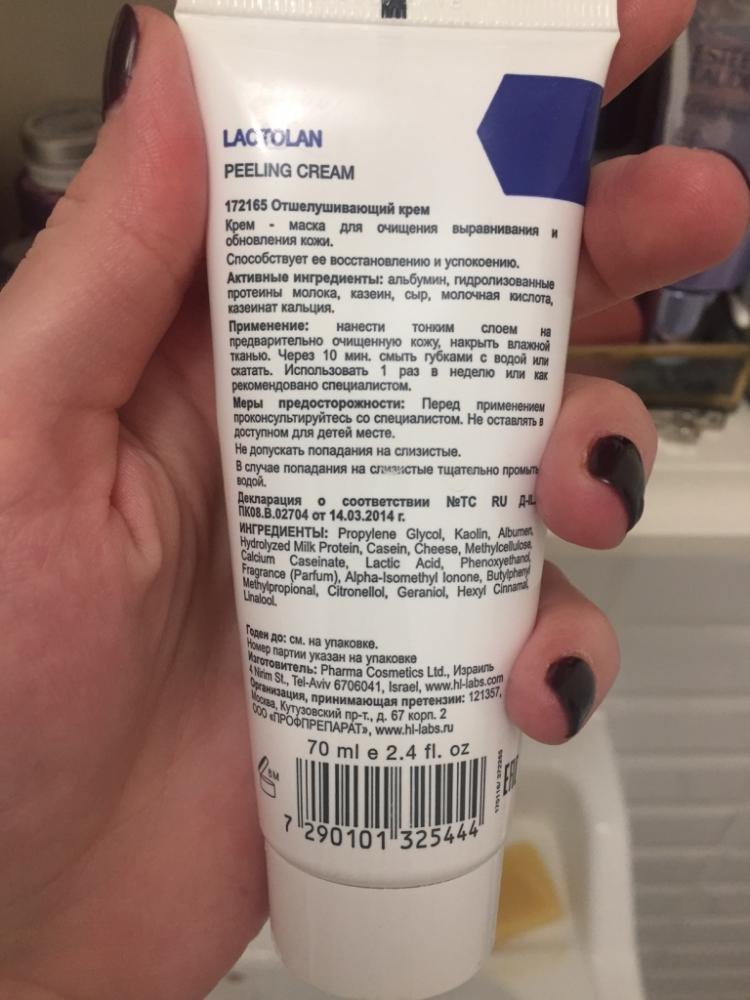 LACTOLAN
PEELING CREAM
172165 Отшелушивающий крем
Крем - маска для очищения выравнивания и
обновления кожи.
Способствует ее восстановлению и успокоению.
Активные ингредиенты: альбумин, гидролизованные
протеины молока, казеин, сыр, молочная кислота,
казеинат кальция.
Применение: нанести тонким слоем на
предварительно очищенную кожу, накрыть влажной
тканью. Через 10 мин. смыть губками с водой или
скатать. Использовать 1 раз в неделю или как
рекомендовано специалистом.
Меры предосторожности: Перед применением
проконсультируйтесь со специалистом. Не оставлять в
доступном для детей месте.
Не допускать попадания на слизистые.
В случае попадания на слизистые тщательно промыть
водой.
Декларация о соответствии №ТС RU Д-IL.
ПК08.В.02704 от 14.03.2014 г.
ИНГРЕДИЕНТЫ: Propylene Glycol, Kaolin, Albumen,
Hydrolyzed Milk Protein, Casein, Cheese, Methylcellulose,
Calcium Caseinate, Lactic Acid, Phenoxyethanol,
Fragrance (Parfum), Alpha-Isomethyl Ionone, Butylphenyl
Methylpropional, Citronellol, Geraniol, Hexyl Cinnamal,
Linalool.
Годен до: см. на упаковке.
Номер партии указан на упаковке
Изготовитель: Pharma Cosmetics Ltd., Израиль
4 Nirim St., Tel-Aviv 6706041, Israel, www.hl-labs.com
Организация, принимающая претензии: 121357,
Москва, Кутузовский пр-т., д. 67 корп. 2
ООО «ПРОФПРЕПАРАТ», www.hl-labs.ru
70 ml e 2.4 fl. oz
6M
7 290101 325444